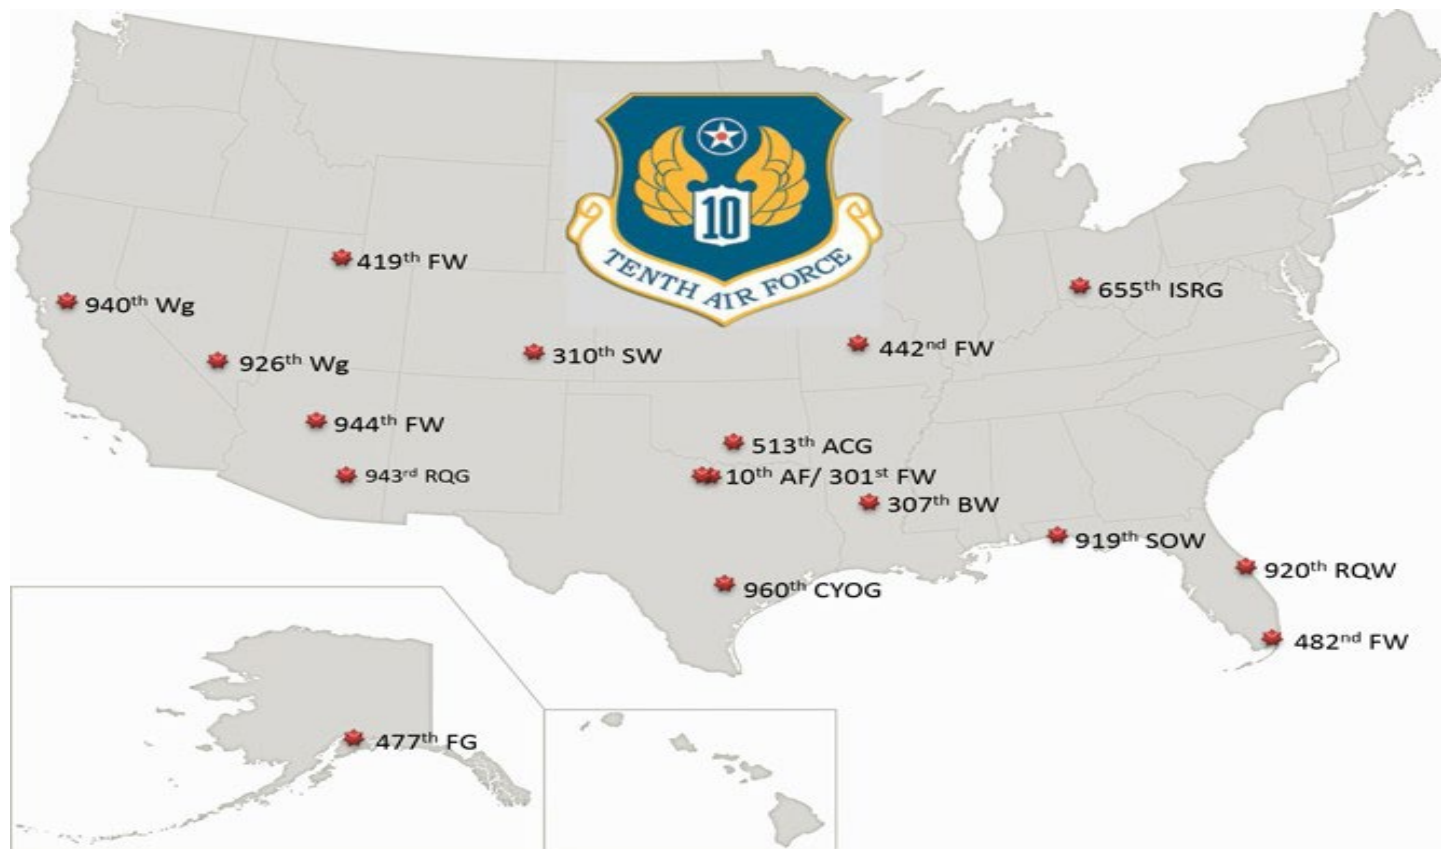 10
TENTH AIR FORCE
419th FW
655th ISRG
940th Wg
442nd FW
310th SW
926th Wg
944th FW
513th ACG
943rd RQG
10th AF/ 301st FW
307th BW
919th SOW
920th RQW
960th CYOG
482nd FW
477th FG